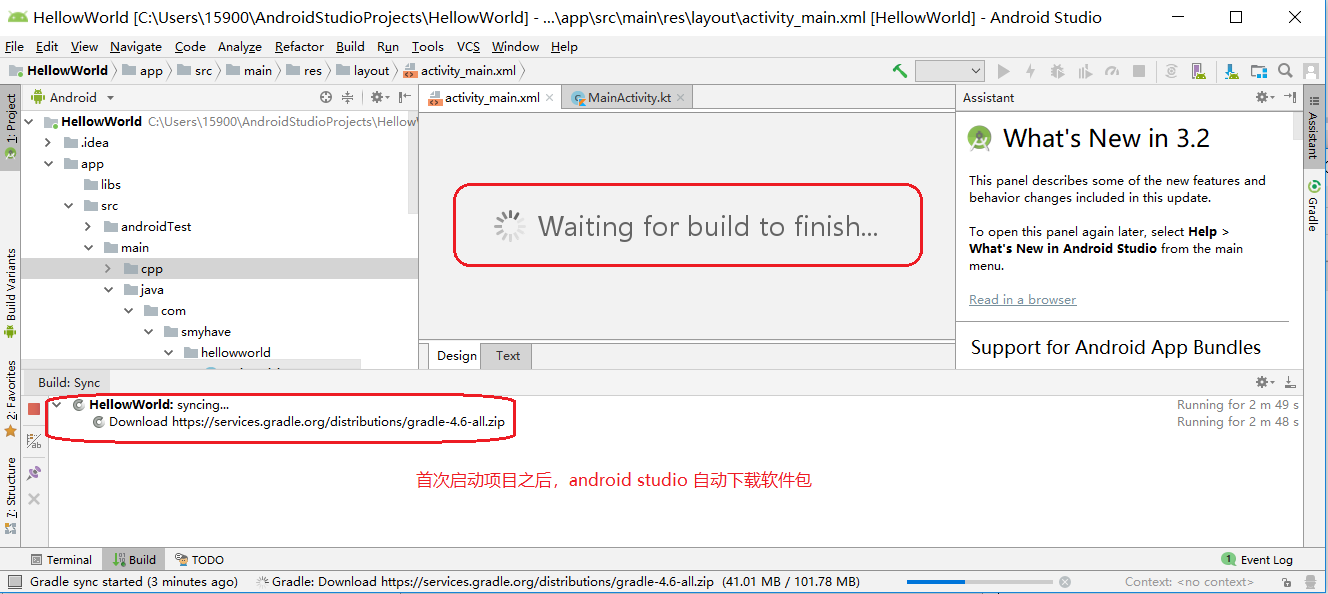 HellowWorld [C:\Users\15900\AndroidStudioProjects\HellowWorld] - ...\app\src\main\res\layout\activity_main.xml [HellowWorld] - Android Studio
File Edit View Navigate Code Analyze Refactor Build Run Tools VCS Window Help
HellowWorld app src main res layout activity_main.xml
1: Project
Build Variants
2: Favorites
7: Structure
Android
HellowWorld C:\Users\15900\AndroidStudioProjects\Hellow
.idea
app
libs
src
androidTest
main
cpp
java
com
smyhave
hellowworld
activity_main.xml MainActivity.kt
Waiting for build to finish...
Design Text
Assistant
What's New in 3.2
This panel describes some of the new features and
behavior changes included in this update.
To open this panel again later, select Help >
What's New in Android Studio from the main
menu.
Read in a browser
Support for Android App Bundles
Assistant
Gradle
Build: Sync
HellowWorld: syncing... Running for 2 m 49 s
Download https://services.gradle.org/distributions/gradle-4.6-all.zip Running for 2 m 48 s
首次启动项目之后，android studio 自动下载软件包
Terminal Build TODO 1 Event Log
Gradle sync started (3 minutes ago) Gradle: Download https://services.gradle.org/distributions/gradle-4.6-all.zip (41.01 MB / 101.78 MB) Context: <no context>